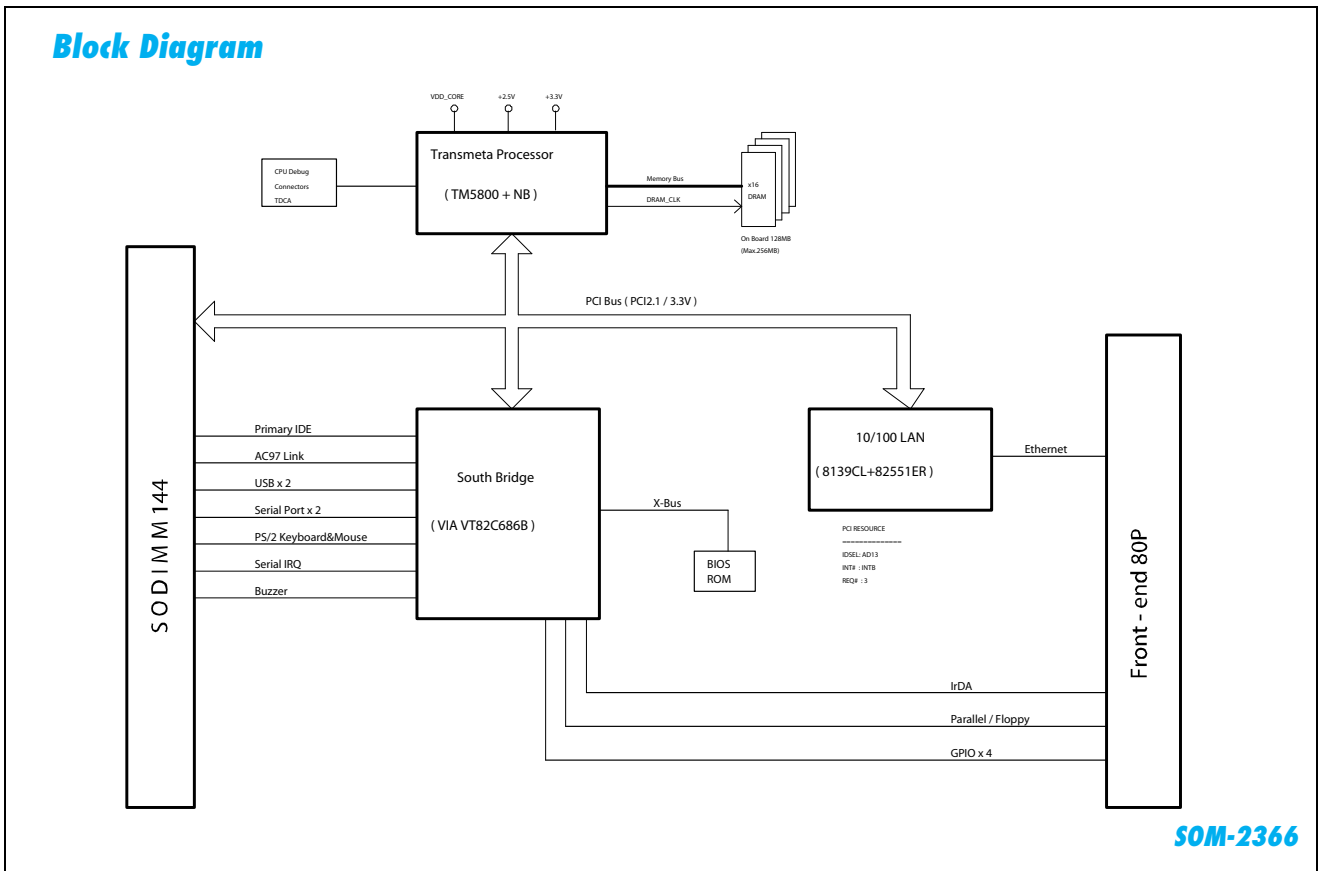 Block Diagram
VDD_CORE
+2.5V
+3.3V
Transmeta Processor
( TM5800 + NB )
CPU Debug
Connectors
TDCA
Memory Bus
DRAM_CLK
x16
DRAM
On Board 128MB
(Max.256MB)
PCI Bus ( PCI2.1 / 3.3V )
SODIMM144
Primary IDE
AC97 Link
USB x 2
Serial Port x 2
PS/2 Keyboard&Mouse
Serial IRQ
Buzzer
South Bridge
( VIA VT82C686B )
X-Bus
BIOS
ROM
10/100 LAN
( 8139CL+82551ER )
Ethernet
PCI RESOURCE
==============
IDSEL: AD13
INT# : INTB
REQ# : 3
Front - end 80P
IrDA
Parallel / Floppy
GPIO x 4
SOM-2366